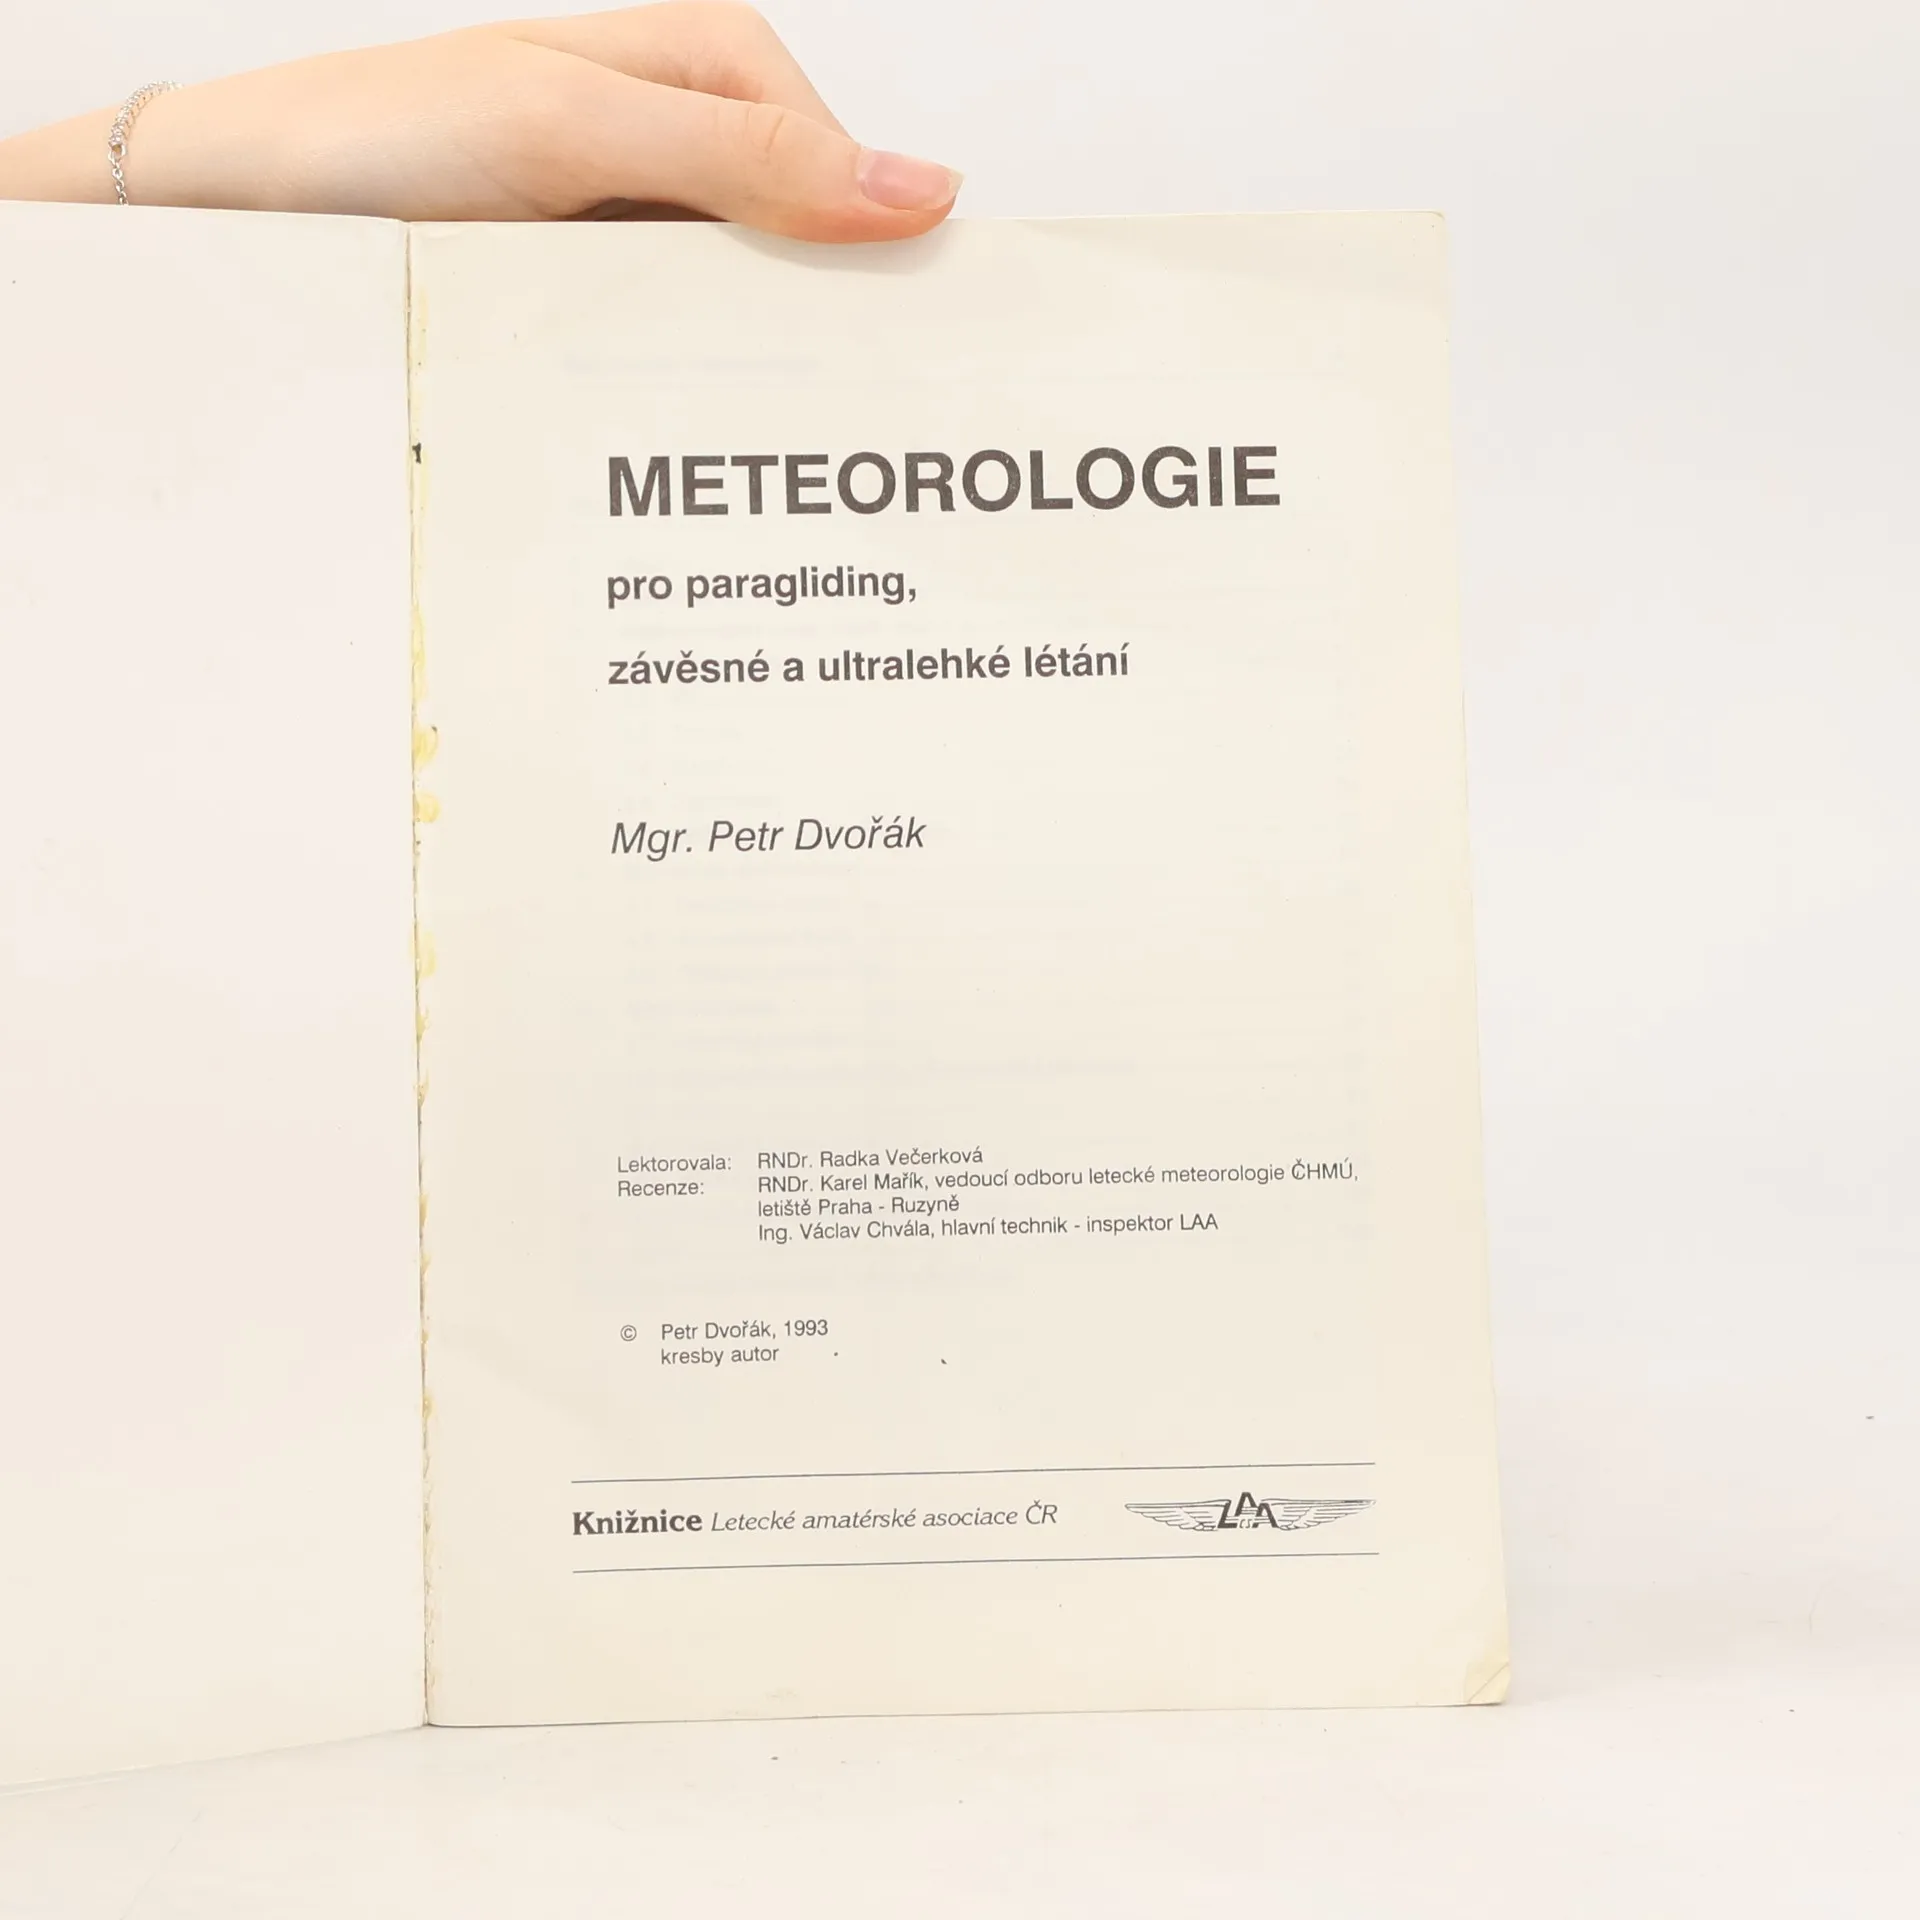 METEOROLOGIE
pro paragliding,
závěsné a ultralehké létání
Mgr. Petr Dvořák
Lektorovala: RNDr. Radka Večerková
Recenze: RNDr. Karel Mařík, vedoucí odboru letecké meteorologie ČHMÚ,
letiště Praha - Ruzyně
Ing. Václav Chvála, hlavní technik - inspektor LAA
© Petr Dvořák, 1993
kresby autor
Knižnice Letecké amatérské asociace ČR
LAA
ČS